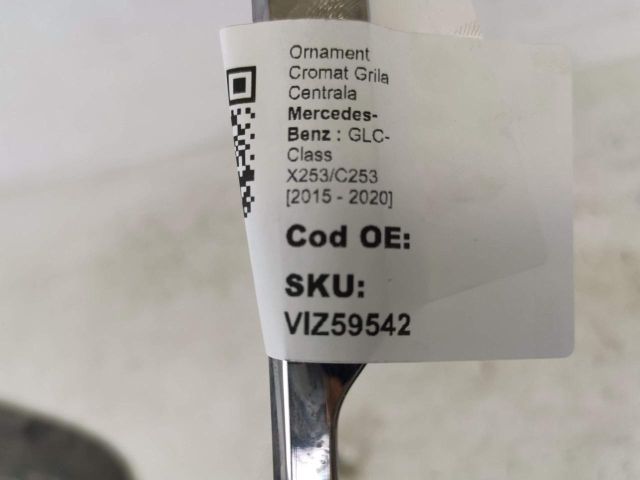 Ornament
Cromat Grila
Centrala
Mercedes-
Benz : GLC-
Class
X253/C253
[2015 - 2020]
Cod OE:
SKU:
VIZ59542